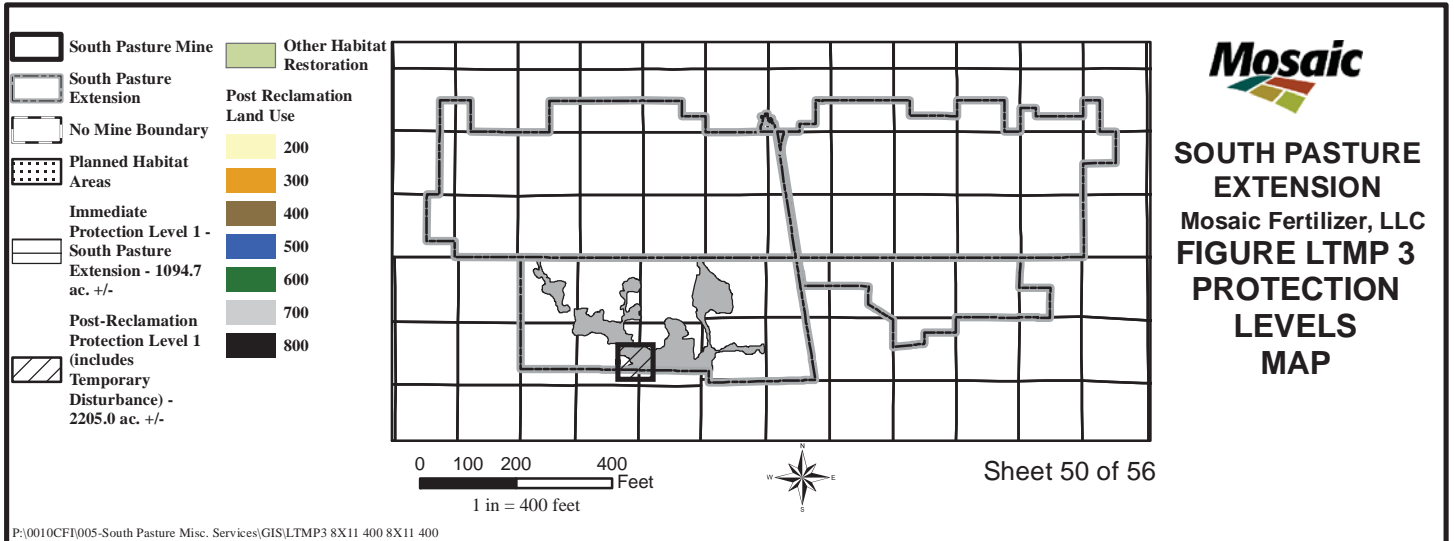 South Pasture Mine
South Pasture
Extension
No Mine Boundary
Planned Habitat
Areas
Immediate
Protection Level 1 -
South Pasture
Extension - 1094.7
ac. +/-
Post-Reclamation
Protection Level 1
(includes
Temporary
Disturbance) -
2205.0 ac. +/-
Other Habitat
Restoration
Post Reclamation
Land Use
200
300
400
500
600
700
800
0 100 200 400
Feet
1 in = 400 feet
N
W E
S
Sheet 50 of 56
Mosaic
SOUTH PASTURE
EXTENSION
Mosaic Fertilizer, LLC
FIGURE LTMP 3
PROTECTION
LEVELS
MAP
P:\0010CFI\005-South Pasture Misc. Services\GIS\LTMP3 8X11 400 8X11 400